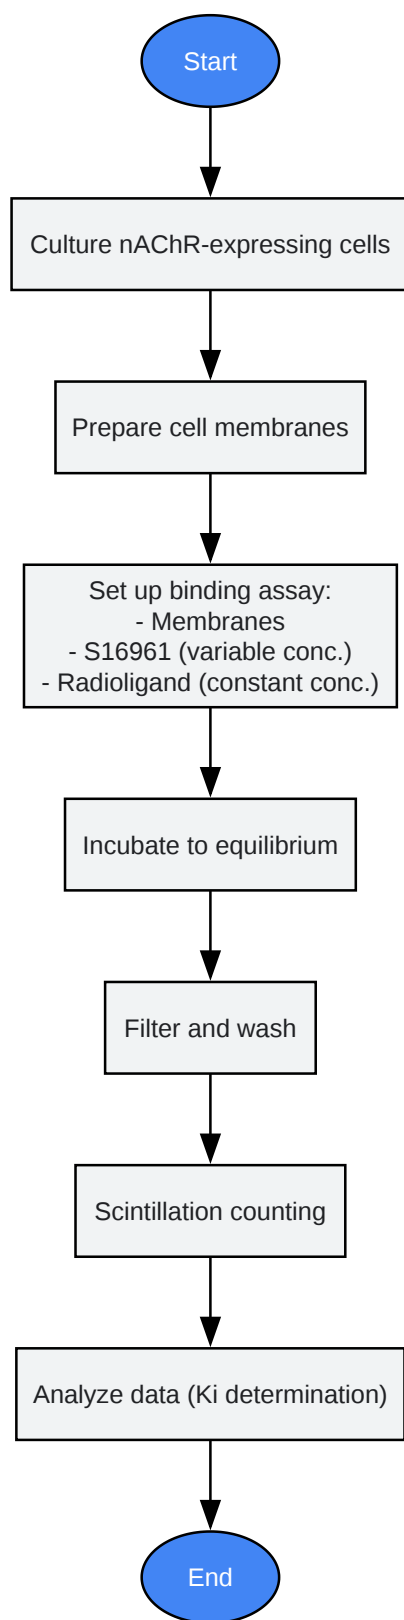 Start
Culture nAChR-expressing cells
Prepare cell membranes
Set up binding assay:
- Membranes
- S16961 (variable conc.)
- Radioligand (constant conc.)
Incubate to equilibrium
Filter and wash
Scintillation counting
Analyze data (Ki determination)
End